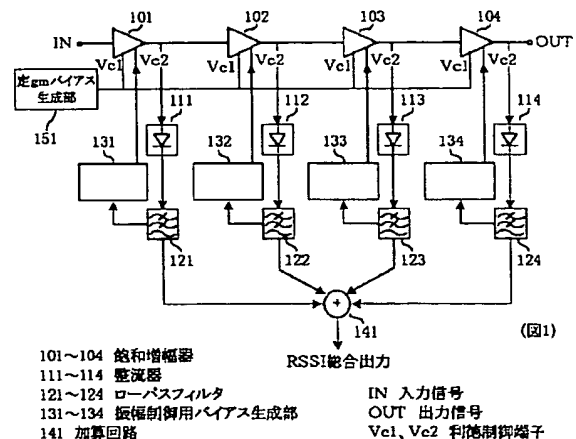 101
102
103
104
IN
OUT
Vc1
Vc2
Vc1
Vc2
Vc1
Vc2
Vc1
Vc2
定gmバイアス
生成部
151
111
112
113
114
131
132
133
134
121
122
123
124
141
(図1)
RSSI総合出力
101～104 飽和増幅器
111～114 整流器
121～124 ローパスフィルタ
131～134 振幅制御用バイアス生成部
141 加算回路
IN 入力信号
OUT 出力信号
Vc1、Vc2 利徳制御端子